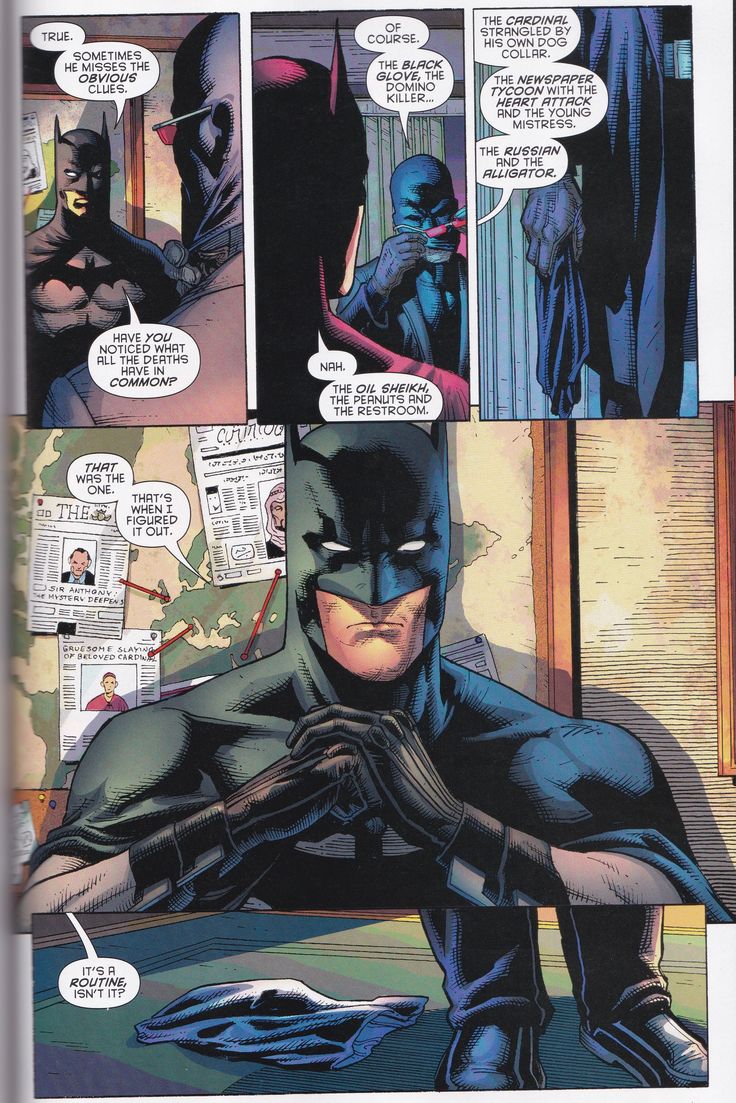 TRUE.
SOMETIMES
HE MISSES THE
OBVIOUS
CLUES.
HAVE YOU
NOTICED WHAT
ALL THE DEATHS
HAVE IN
COMMON?
OF
COURSE.
THE BLACK
GLOVE, THE
DOMINO
KILLER...
NAH.
THE OIL SHEIKH,
THE PEANUTS AND
THE RESTROOM.
THE CARDINAL
STRANGLED BY
HIS OWN DOG
COLLAR.
THE NEWSPAPER
TYCOON WITH THE
HEART ATTACK
AND THE YOUNG
MISTRESS.
THE RUSSIAN
AND THE
ALLIGATOR.
THAT
WAS THE
ONE.
THAT'S
WHEN I
FIGURED
IT OUT.
THE
SIR ANTHONY:
THE MYSTERY DEEPENS
GRUESOME SLAYING
OF BELOVED CARDINAL
IT'S A
ROUTINE,
ISN'T IT?